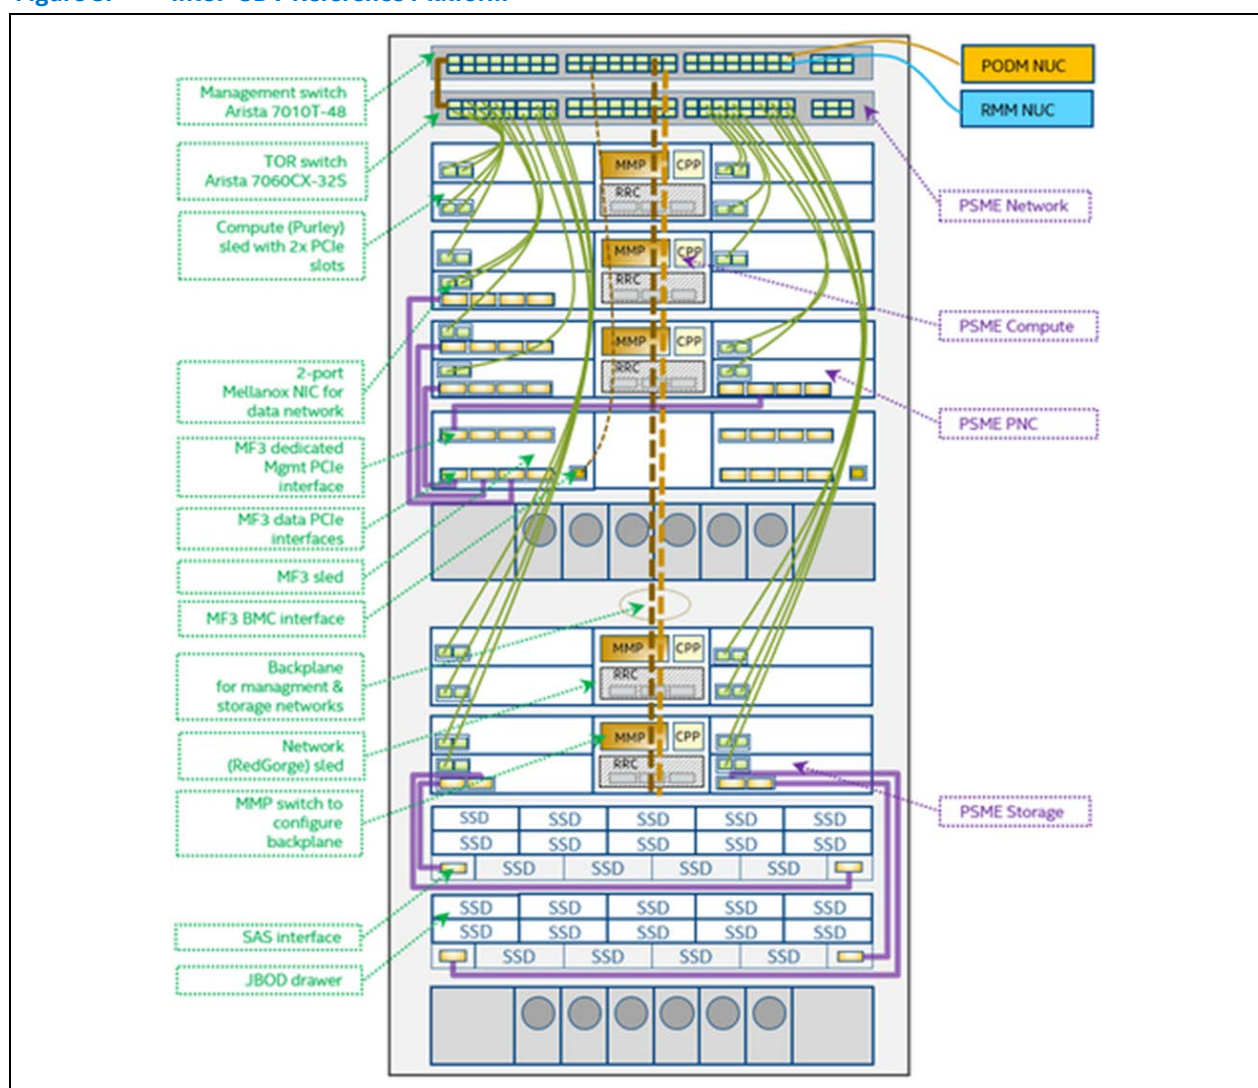 Management switch
Arista 7010T-48
TOR switch
Arista 7060CX-32S
Compute (Purley)
sled with 2x PCIe
slots
2-port
Mellanox NIC for
data network
MF3 dedicated
Mgmt PCIe
interface
MF3 data PCIe
interfaces
MF3 sled
MF3 BMC interface
Backplane
for managment &
storage networks
Network
(RedGorge) sled
MMP switch to
configure
backplane
SAS interface
JBOD drawer
MMP CPP
RRC
MMP CPP
RRC
MMP CPP
RRC
MMP CPP
RRC
MMP CPP
RRC
SSD SSD SSD SSD SSD
SSD SSD SSD SSD SSD
SSD SSD SSD SSD
SSD SSD SSD SSD SSD
SSD SSD SSD SSD SSD
SSD SSD SSD SSD
PODM NUC
RMM NUC
PSME Network
PSME Compute
PSME PNC
PSME Storage